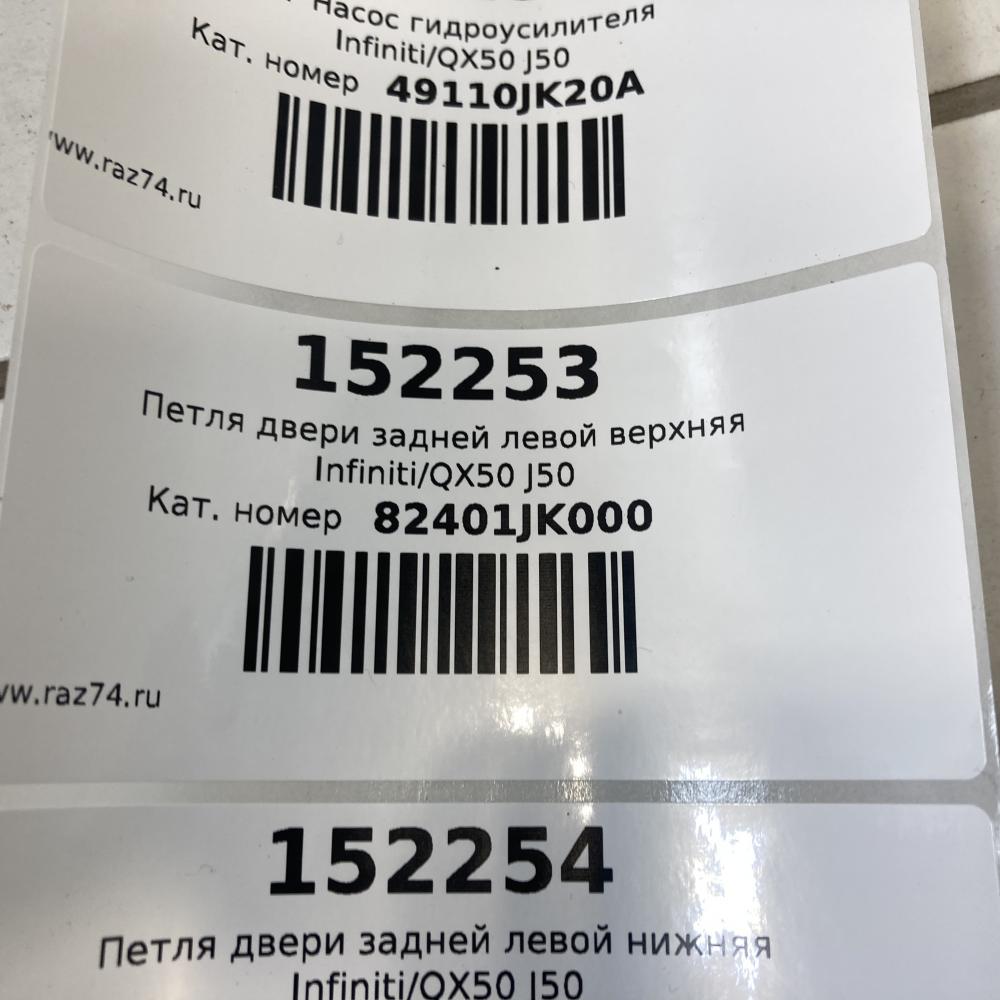 Насос гидроусилителя
Infiniti/QX50 J50
Кат. номер 49110JK20A
www.raz74.ru
152253
Петля двери задней левой верхняя
Infiniti/QX50 J50
Кат. номер 82401JK000
ww.raz74.ru
152254
Петля двери задней левой нижняя
Infiniti/QX50 J50